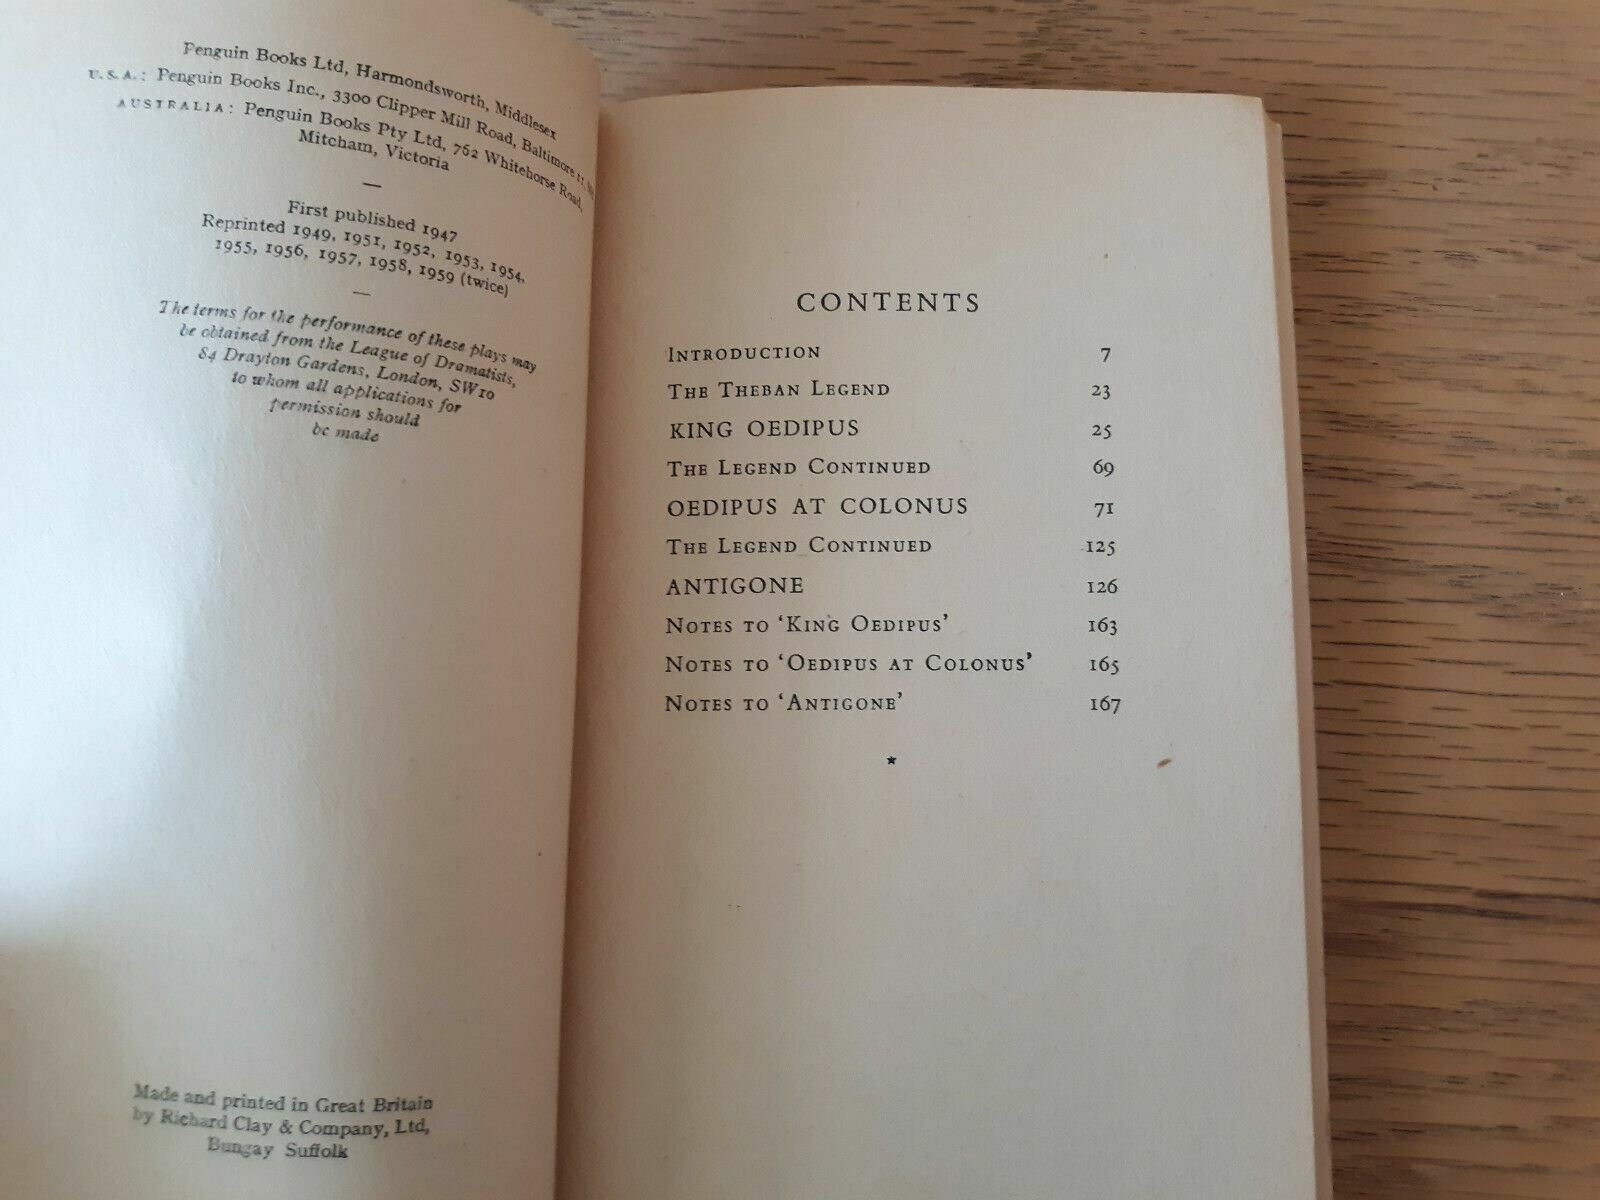 Penguin Books Ltd, Harmondsworth, Middlesex
U.S.A.: Penguin Books Inc., 3300 Clipper Mill Road, Baltimore 11,
AUSTRALIA: Penguin Books Pty Ltd, 762 Whitehorse Road,
Mitcham, Victoria
—
First published 1947
Reprinted 1949, 1951, 1952, 1953, 1954,
1955, 1956, 1957, 1958, 1959 (twice)
—
The terms for the performance of these plays may
be obtained from the League of Dramatists,
84 Drayton Gardens, London, SW10
to whom all applications for
permission should
be made
Made and printed in Great Britain
by Richard Clay & Company, Ltd,
Bungay Suffolk
CONTENTS
INTRODUCTION 7
THE THEBAN LEGEND 23
KING OEDIPUS 25
THE LEGEND CONTINUED 69
OEDIPUS AT COLONUS 71
THE LEGEND CONTINUED 125
ANTIGONE 126
NOTES TO ‘KING OEDIPUS’ 163
NOTES TO ‘OEDIPUS AT COLONUS’ 165
NOTES TO ‘ANTIGONE’ 167
★